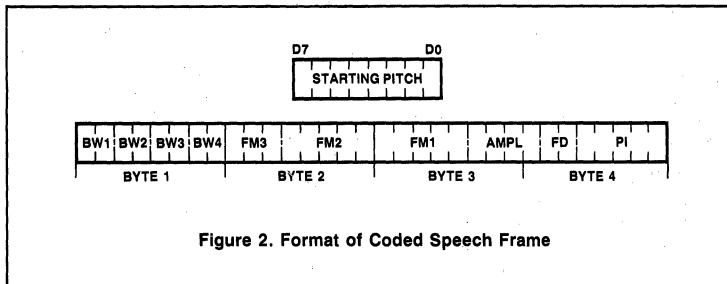 D7 D0
STARTING PITCH
BW1 BW2 BW3 BW4 FM3 FM2 FM1 AMPL FD PI
BYTE 1 BYTE 2 BYTE 3 BYTE 4
Figure 2. Format of Coded Speech Frame